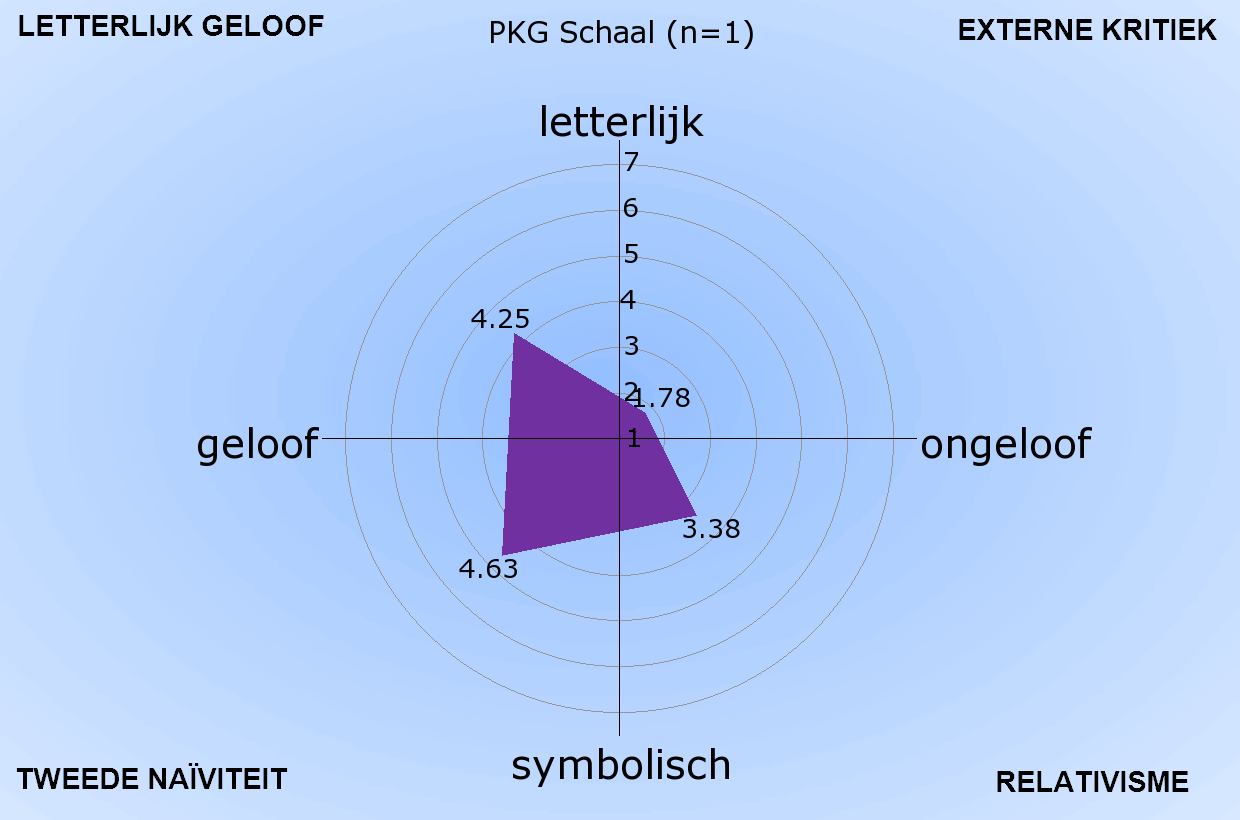 LETTERLIJK GELOOF
PKG Schaal (n=1)
EXTERNE KRITIEK
letterlijk
7
6
5
4
4.25
3
2
1.78
geloof
1
ongeloof
3.38
4.63
symbolisch
TWEEDE NAÏVITEIT
RELATIVISME